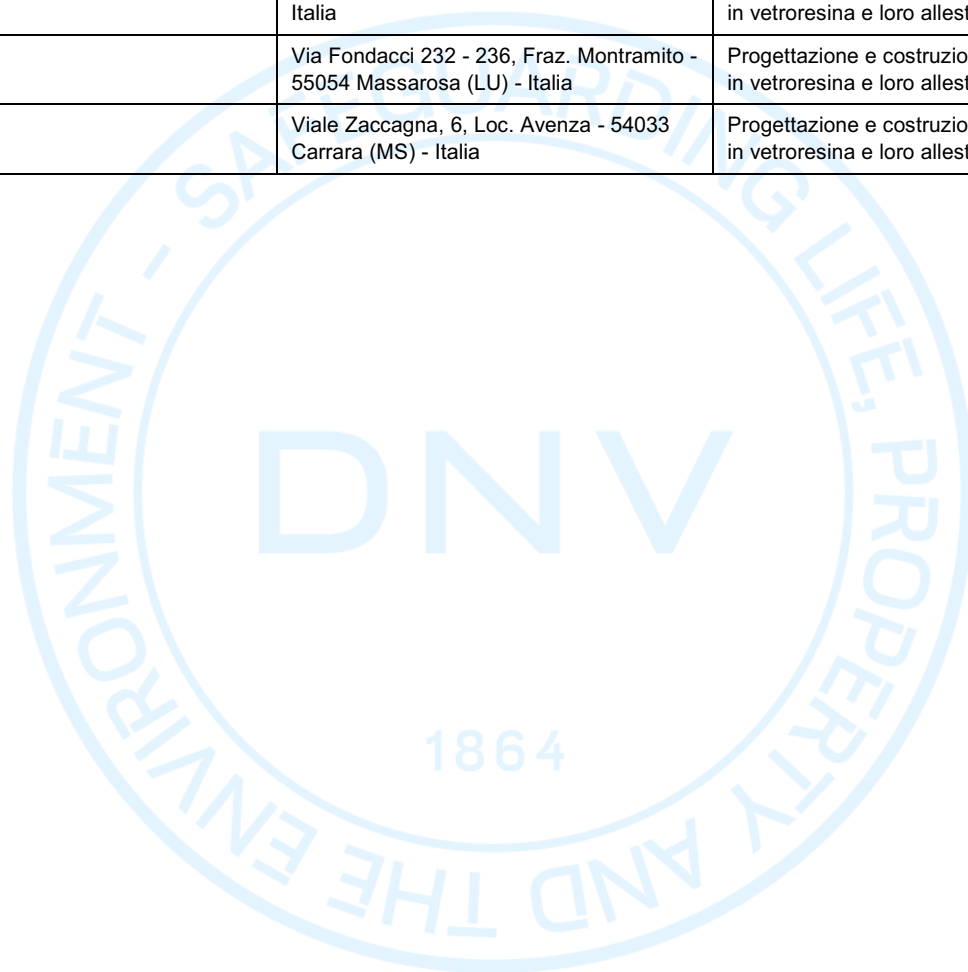 Italia
in vetroresina e loro allest
Via Fondacci 232 - 236, Fraz. Montramito -
55054 Massarosa (LU) - Italia
Progettazione e costruzio
in vetroresina e loro allest
Viale Zaccagna, 6, Loc. Avenza - 54033
Carrara (MS) - Italia
Progettazione e costruzio
in vetroresina e loro allest
SAFEGUARDING LIFE, PROPERTY AND THE ENVIRONMENT -
DNV
1864